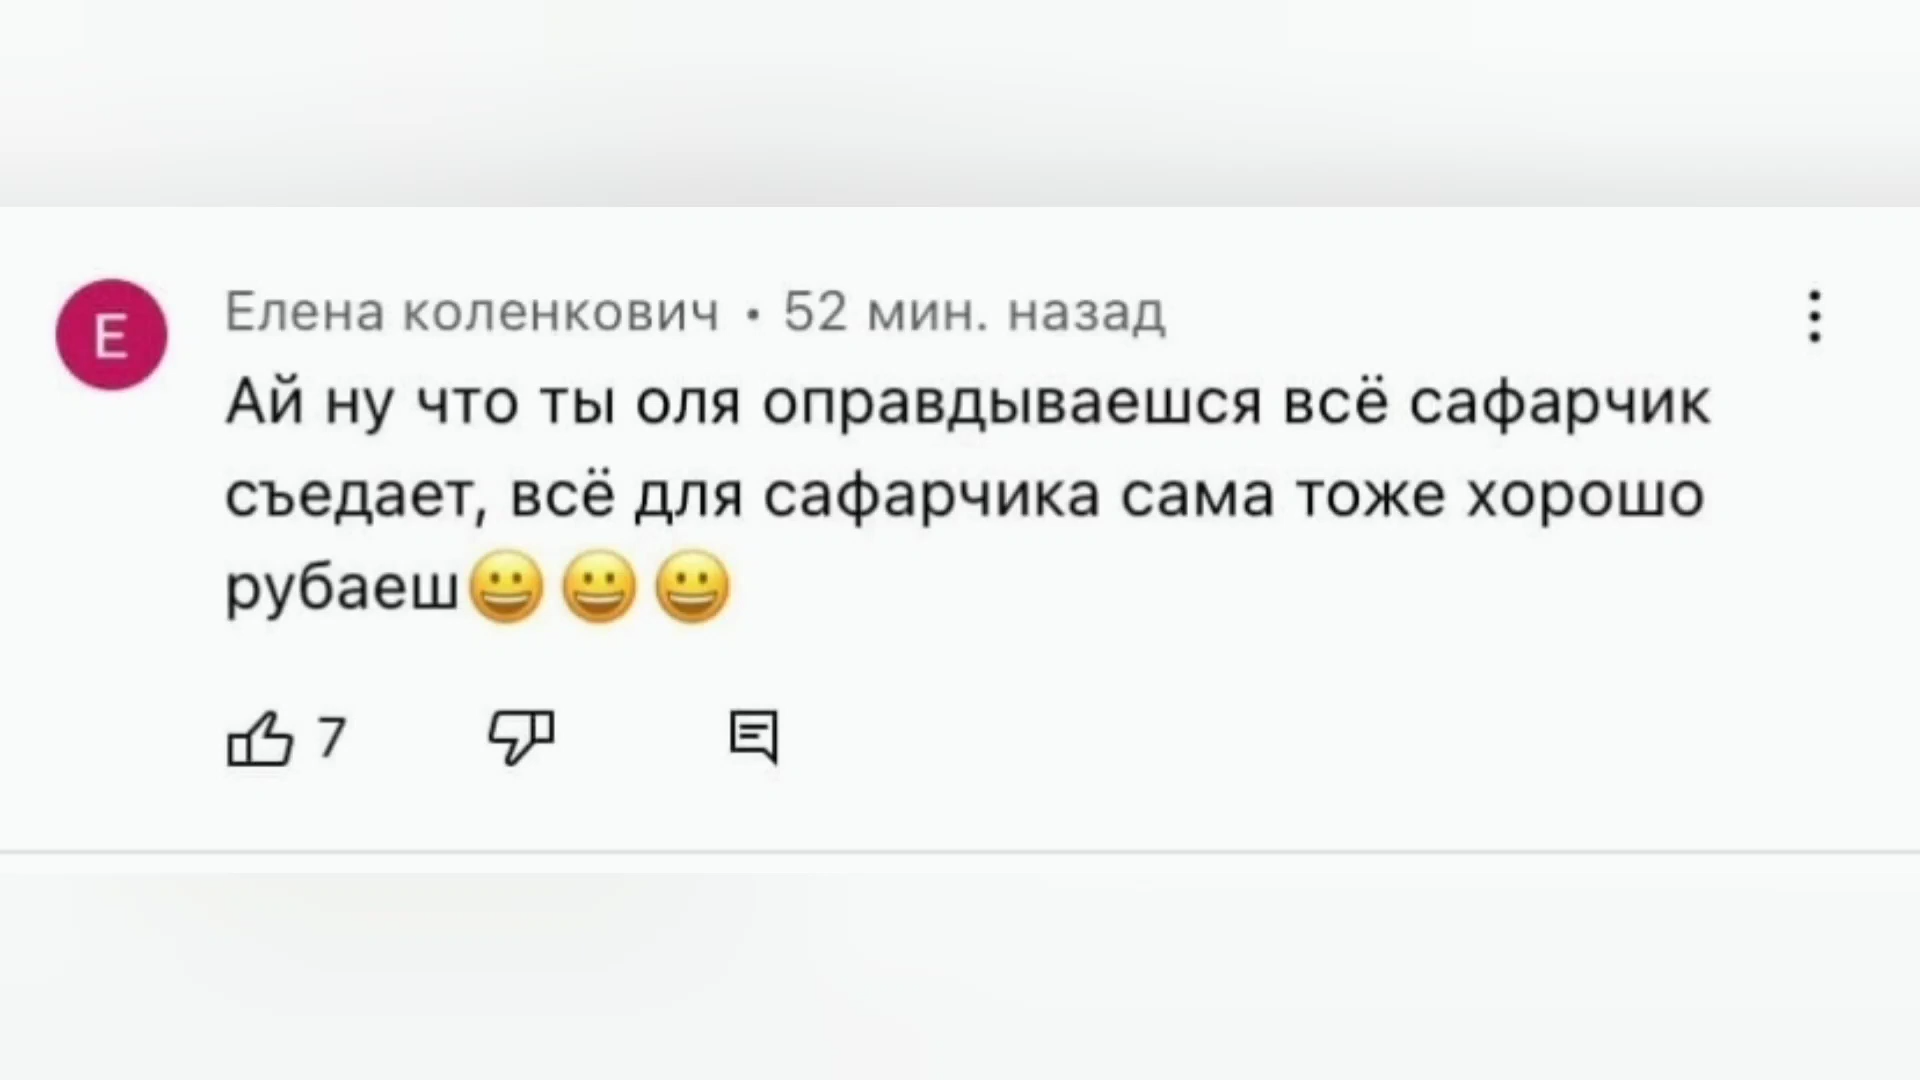 Е
Елена коленкович • 52 мин. назад
Ай ну что ты оля оправдываешся всё сафарчик
съедает, всё для сафарчика сама тоже хорошо
рубаеш😀😀😀
7